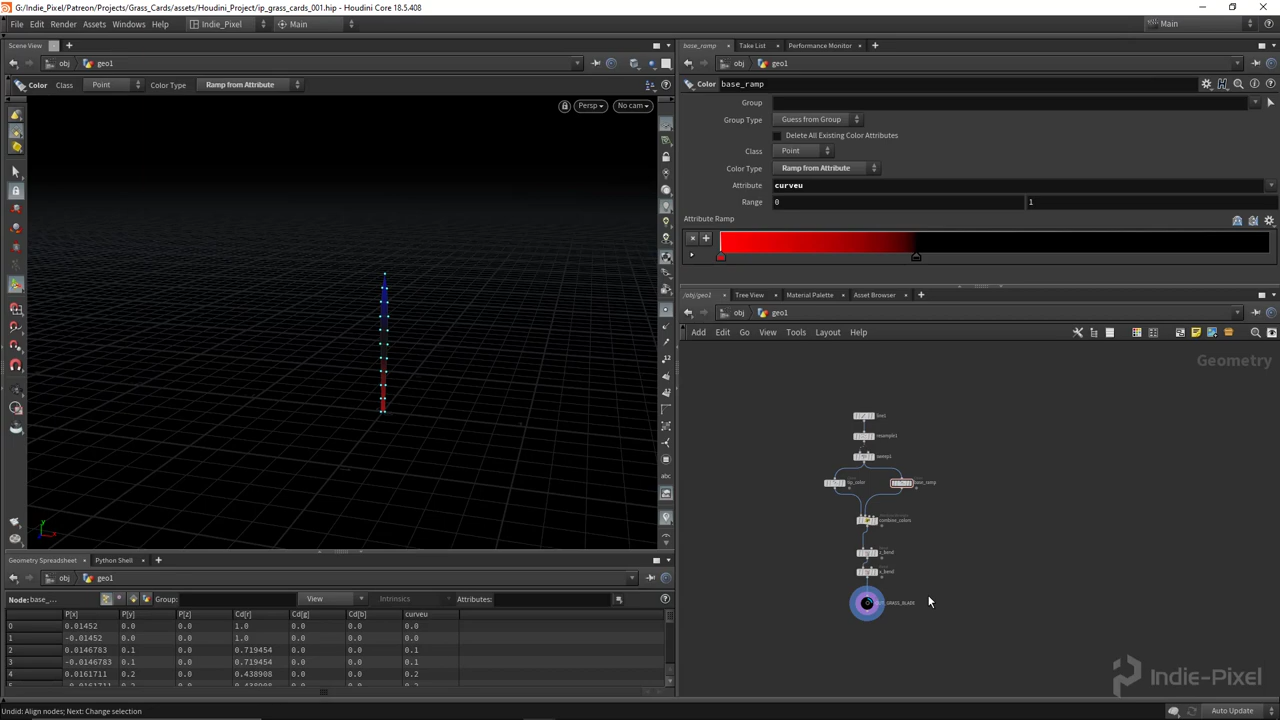 G:/Indie_Pixel/Patreon/Projects/Grass_Cards/assets/Houdini_Project/ip_grass_cards_001.hip - Houdini Core 18.5.408
File Edit Render Assets Windows Help Indie_Pixel Main Main
Scene View
obj geo1
Color Class Point Color Type Ramp from Attribute
Persp No cam
base_ramp Take List Performance Monitor
obj geo1
Color base_ramp
Group
Group Type Guess from Group
Delete All Existing Color Attributes
Class Point
Color Type Ramp from Attribute
Attribute curveu
Range 0 1
Attribute Ramp
/obj/geo1 Tree View Material Palette Asset Browser
obj geo1
Add Edit Go View Tools Layout Help
Geometry
resample1
sweep1
tip_color
base_ramp
combine_colors
x_bend
GRASS_BLADE
abc
y
x
Geometry Spreadsheet Python Shell
obj geo1
Node: base_... Group: View Intrinsics Attributes:
P[x] P[y] P[z] Cd[r] Cd[g] Cd[b] curveu
0 0.01452 0.0 0.0 1.0 0.0 0.0 0.0
1 -0.01452 0.0 0.0 1.0 0.0 0.0 0.0
2 0.0146783 0.1 0.0 0.719454 0.0 0.0 0.1
3 -0.0146783 0.1 0.0 0.719454 0.0 0.0 0.1
4 0.0161711 0.2 0.0 0.438908 0.0 0.0 0.2
Indie-Pixel
Undid: Align nodes; Next: Change selection
Auto Update